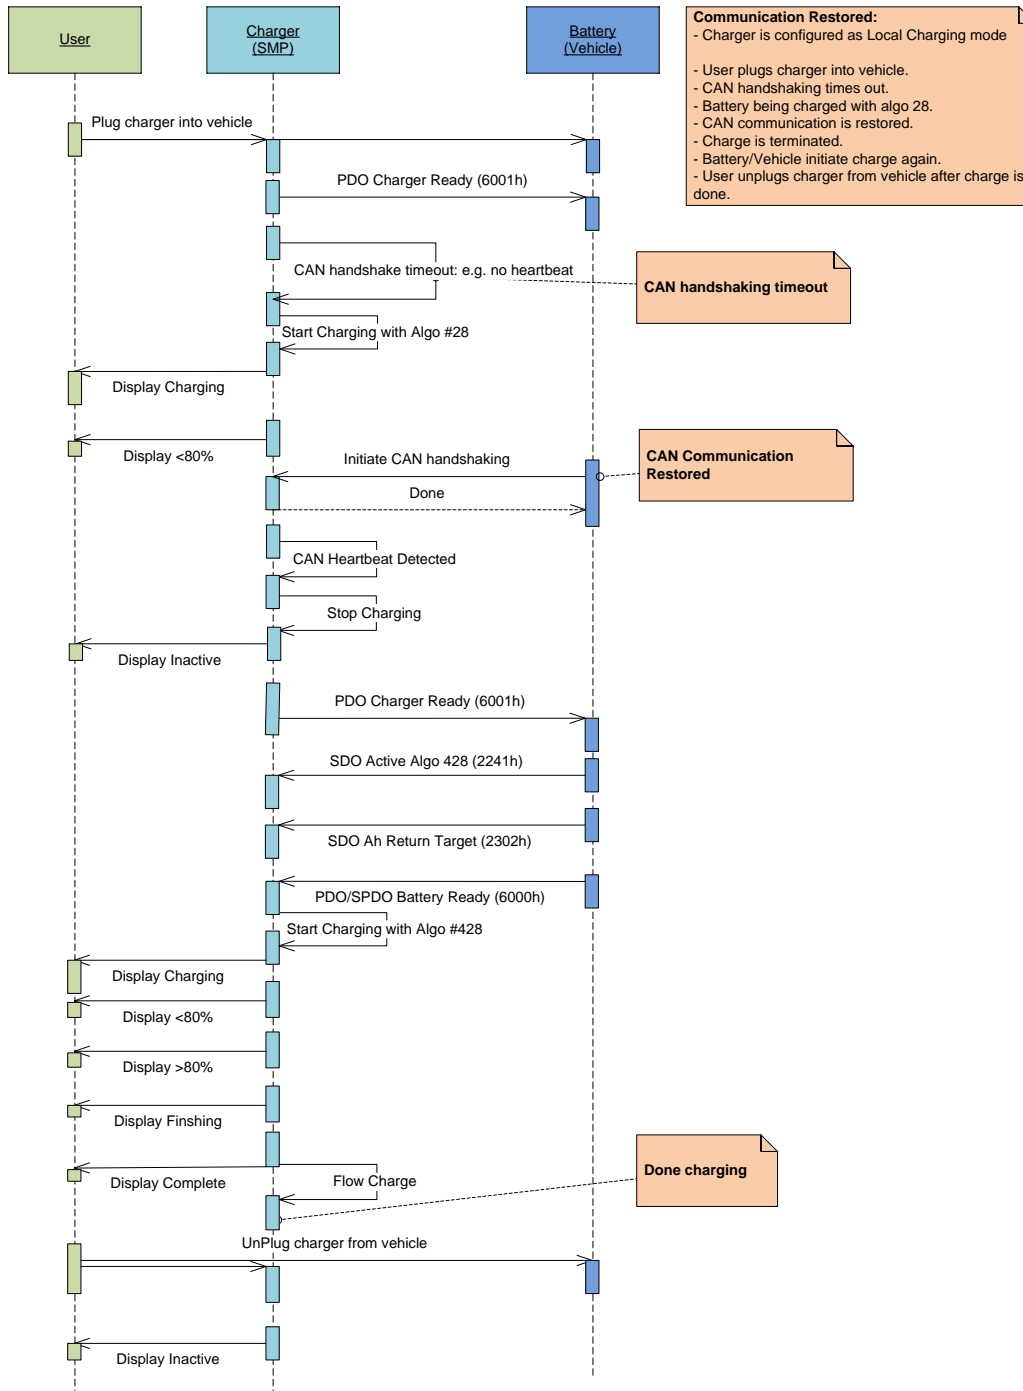 User
Charger
(SMP)
Battery
(Vehicle)
Communication Restored:
- Charger is configured as Local Charging mode
- User plugs charger into vehicle.
- CAN handshaking times out.
- Battery being charged with algo 28.
- CAN communication is restored.
- Charge is terminated.
- Battery/Vehicle initiate charge again.
- User unplugs charger from vehicle after charge is
done.
Plug charger into vehicle
PDO Charger Ready (6001h)
CAN handshake timeout: e.g. no heartbeat
CAN handshaking timeout
Start Charging with Algo #28
Display Charging
Display <80%
Initiate CAN handshaking
CAN Communication
Restored
Done
CAN Heartbeat Detected
Stop Charging
Display Inactive
PDO Charger Ready (6001h)
SDO Active Algo 428 (2241h)
SDO Ah Return Target (2302h)
PDO/SPDO Battery Ready (6000h)
Start Charging with Algo #428
Display Charging
Display <80%
Display >80%
Display Finshing
Display Complete
Flow Charge
Done charging
UnPlug charger from vehicle
Display Inactive